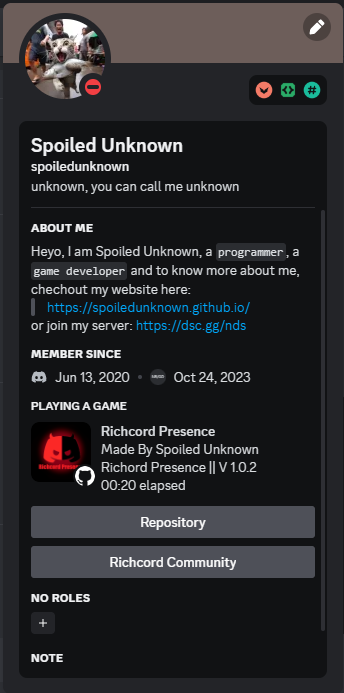 Spoiled Unknown
spoiledunknown
unknown, you can call me unknown
ABOUT ME
Heyo, I am Spoiled Unknown, a programmer, a
game developer and to know more about me,
chechout my website here:
https://spoiledunknown.github.io/
or join my server: https://dsc.gg/nds
MEMBER SINCE
Jun 13, 2020 • Oct 24, 2023
PLAYING A GAME
Richcord Presence
Richcord Presence
Made By Spoiled Unknown
Richord Presence || V 1.0.2
00:20 elapsed
Repository
Richcord Community
NO ROLES
+
NOTE